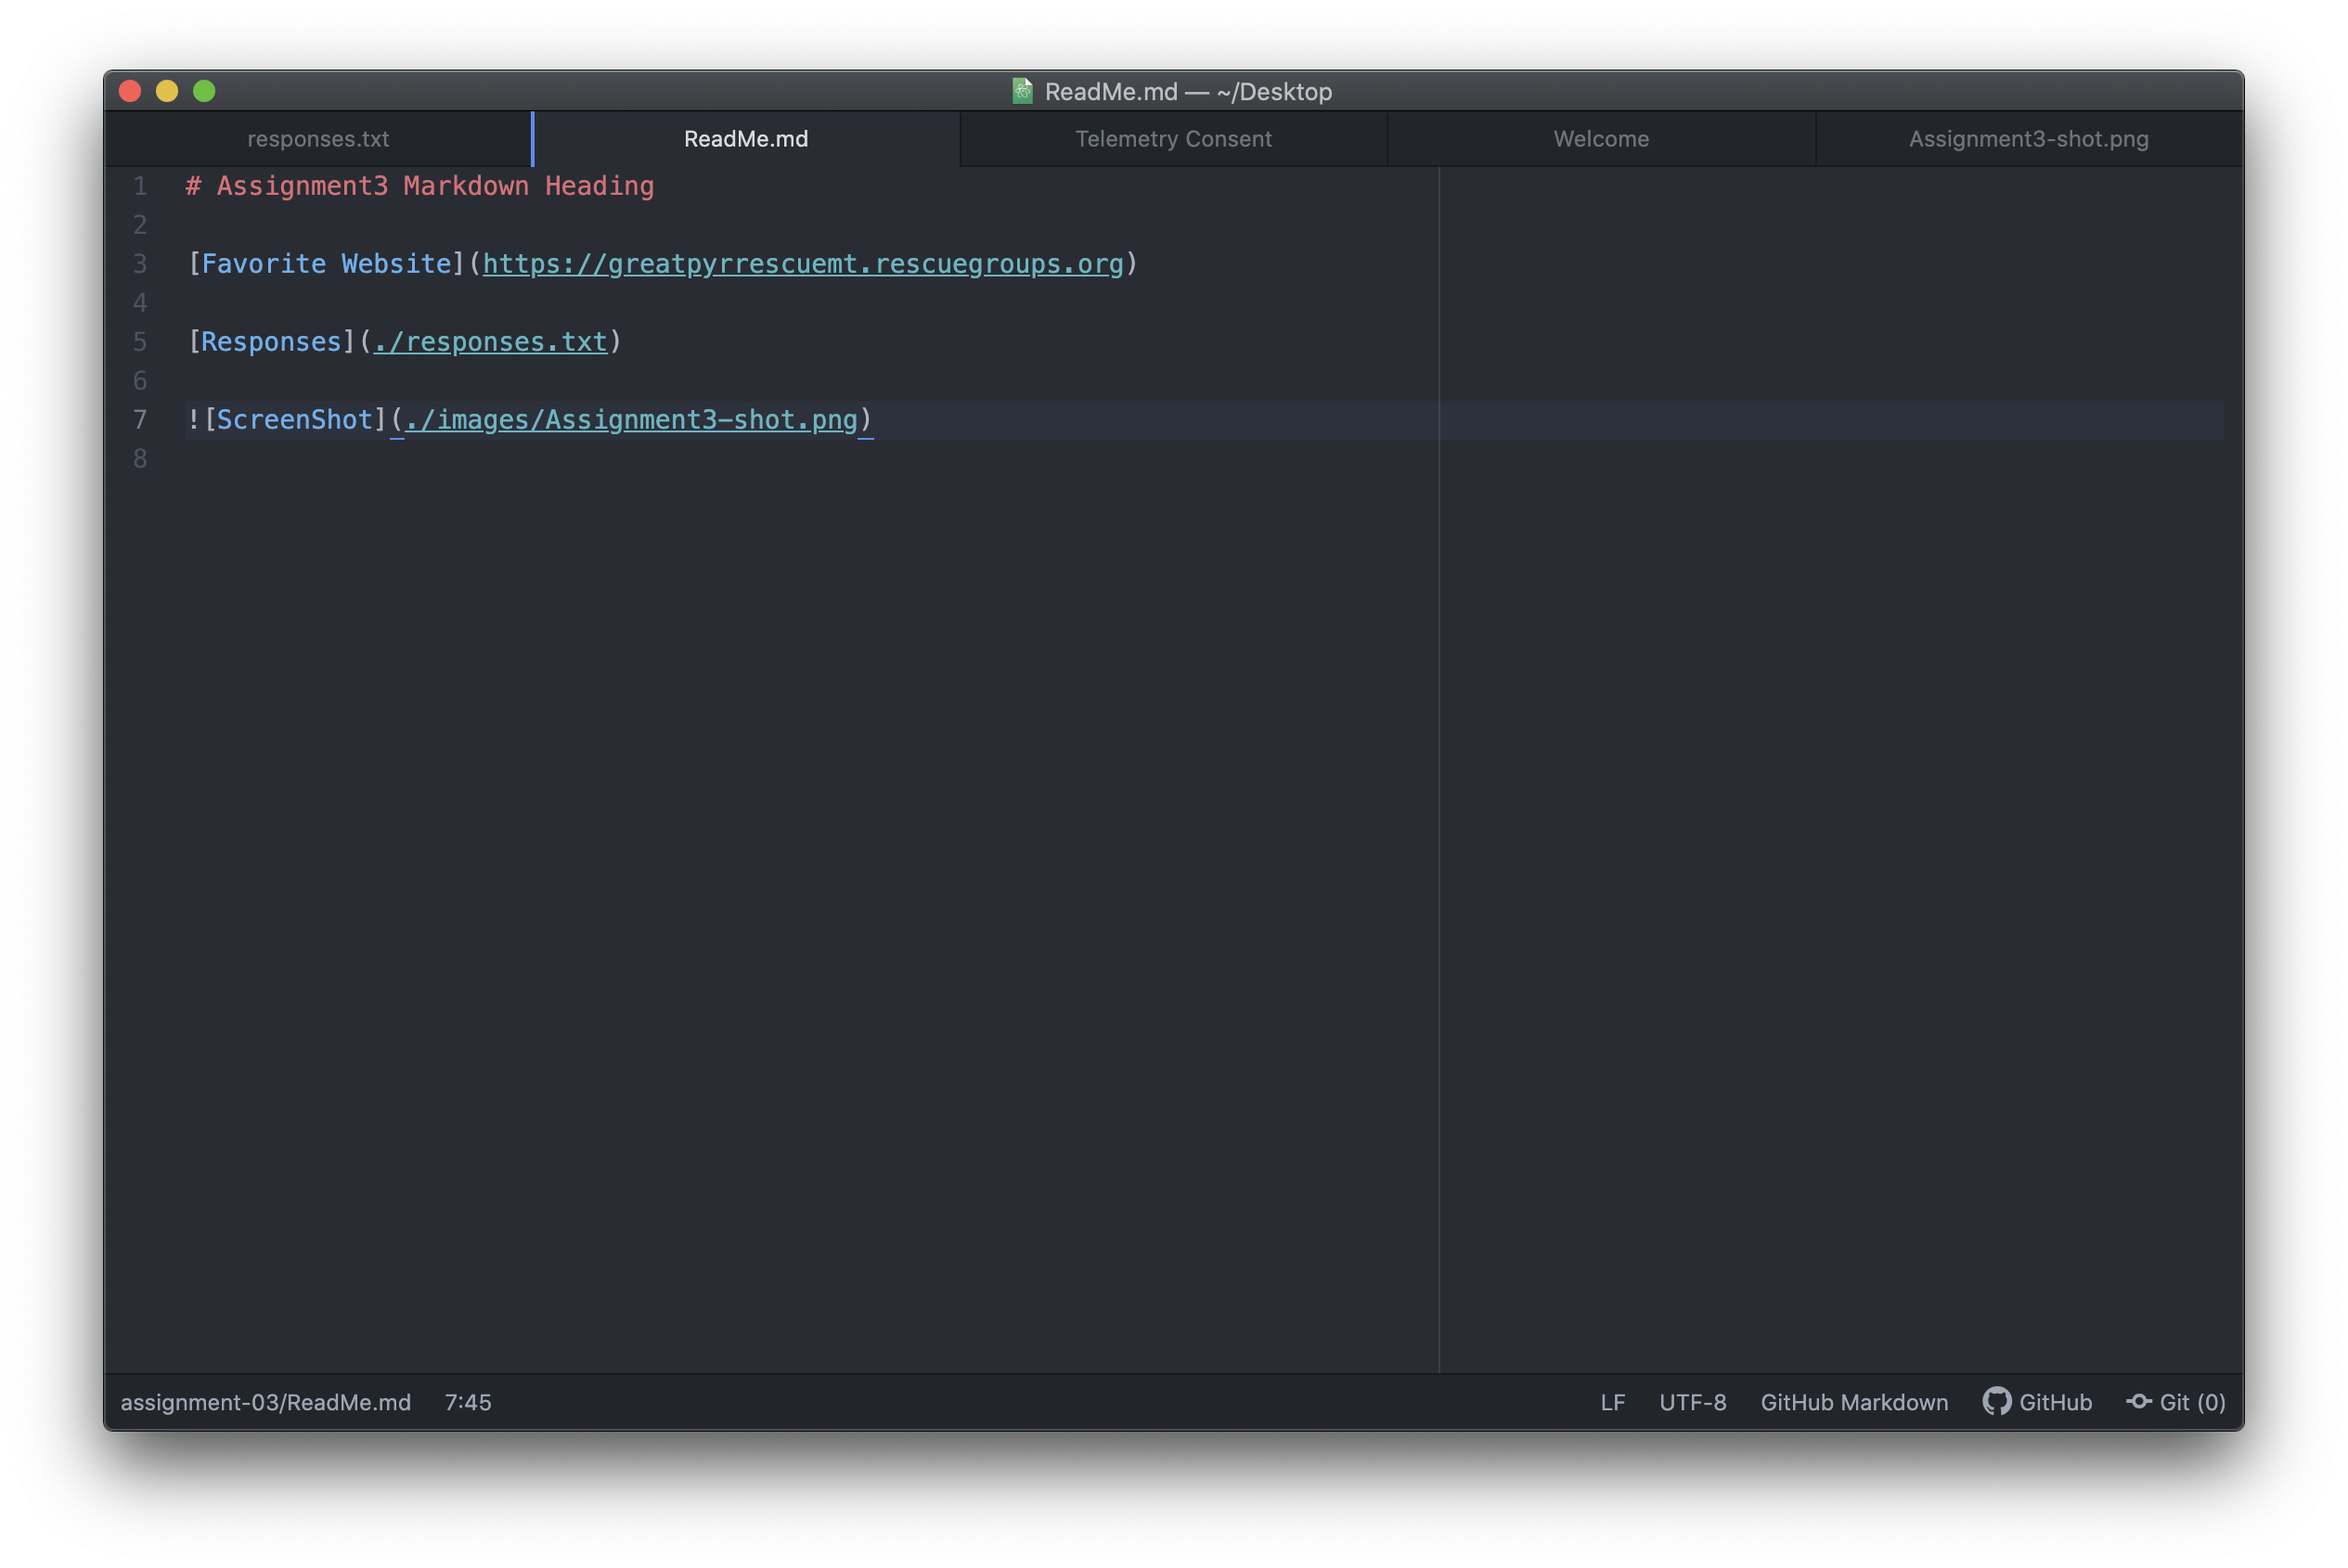 ReadMe.md — ~/Desktop
responses.txt ReadMe.md Telemetry Consent Welcome Assignment3-shot.png
1 # Assignment3 Markdown Heading
2
3 [Favorite Website](https://greatpyrrescuemt.rescuegroups.org)
4
5 [Responses](./responses.txt)
6
7 ![ScreenShot](./images/Assignment3-shot.png)
8
assignment-03/ReadMe.md 7:45 LF UTF-8 GitHub Markdown GitHub Git (0)